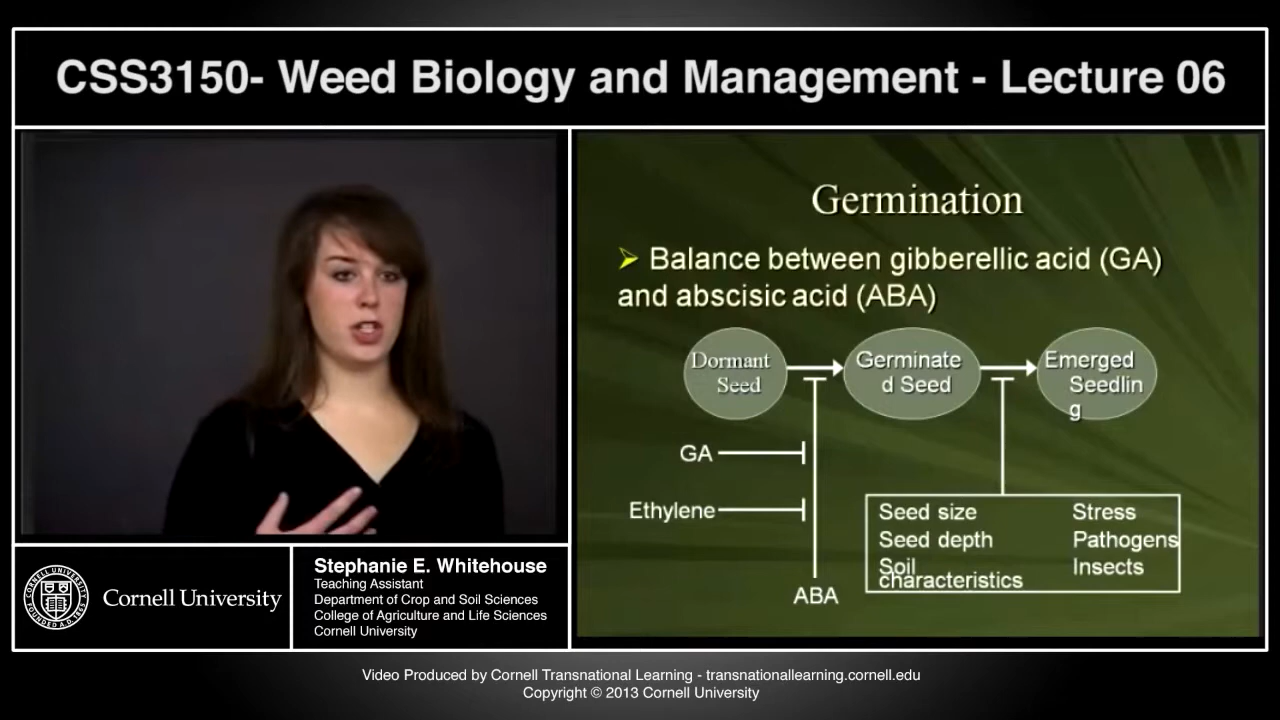 CSS3150- Weed Biology and Management - Lecture 06
Germination
Balance between gibberellic acid (GA)
and abscisic acid (ABA)
Dormant
Seed
Germinate
d Seed
Emerged
Seedlin
g
GA
Ethylene
ABA
Seed size
Seed depth
Soil
characteristics
Stress
Pathogens
Insects
Cornell University
Stephanie E. Whitehouse
Teaching Assistant
Department of Crop and Soil Sciences
College of Agriculture and Life Sciences
Cornell University
Video Produced by Cornell Transnational Learning - transnationallearning.cornell.edu
Copyright © 2013 Cornell University